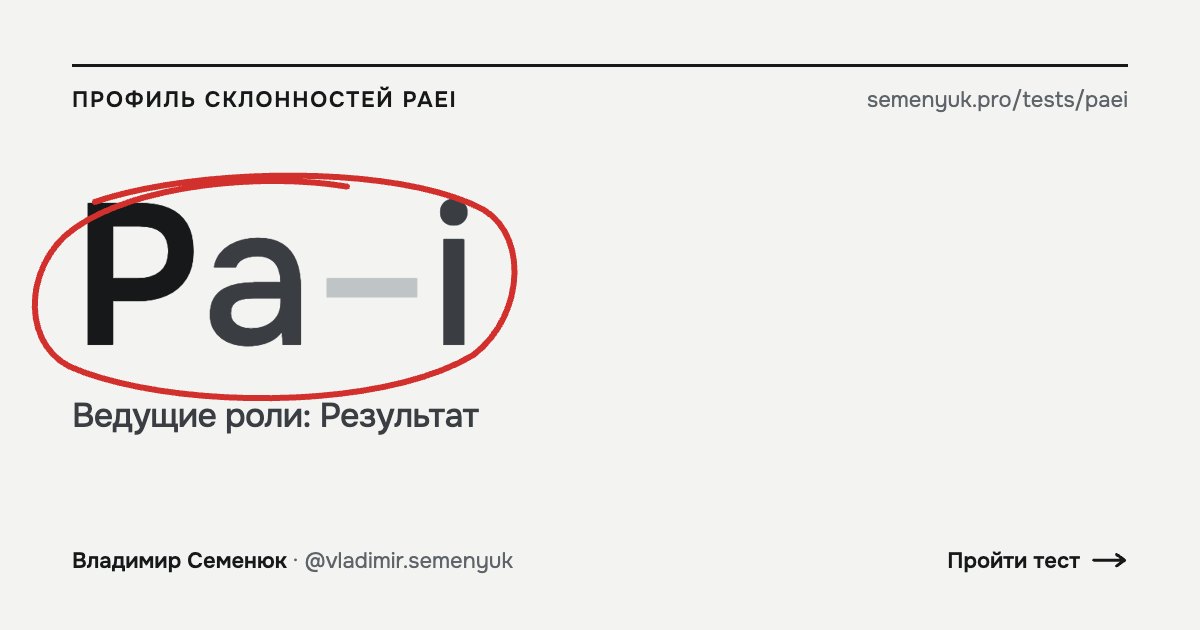 ПРОФИЛЬ СКЛОННОСТЕЙ PAEI
semenyuk.pro/tests/paei
Pa–i
Ведущие роли: Результат
Владимир Семенюк · @vladimir.semenyuk
Пройти тест →